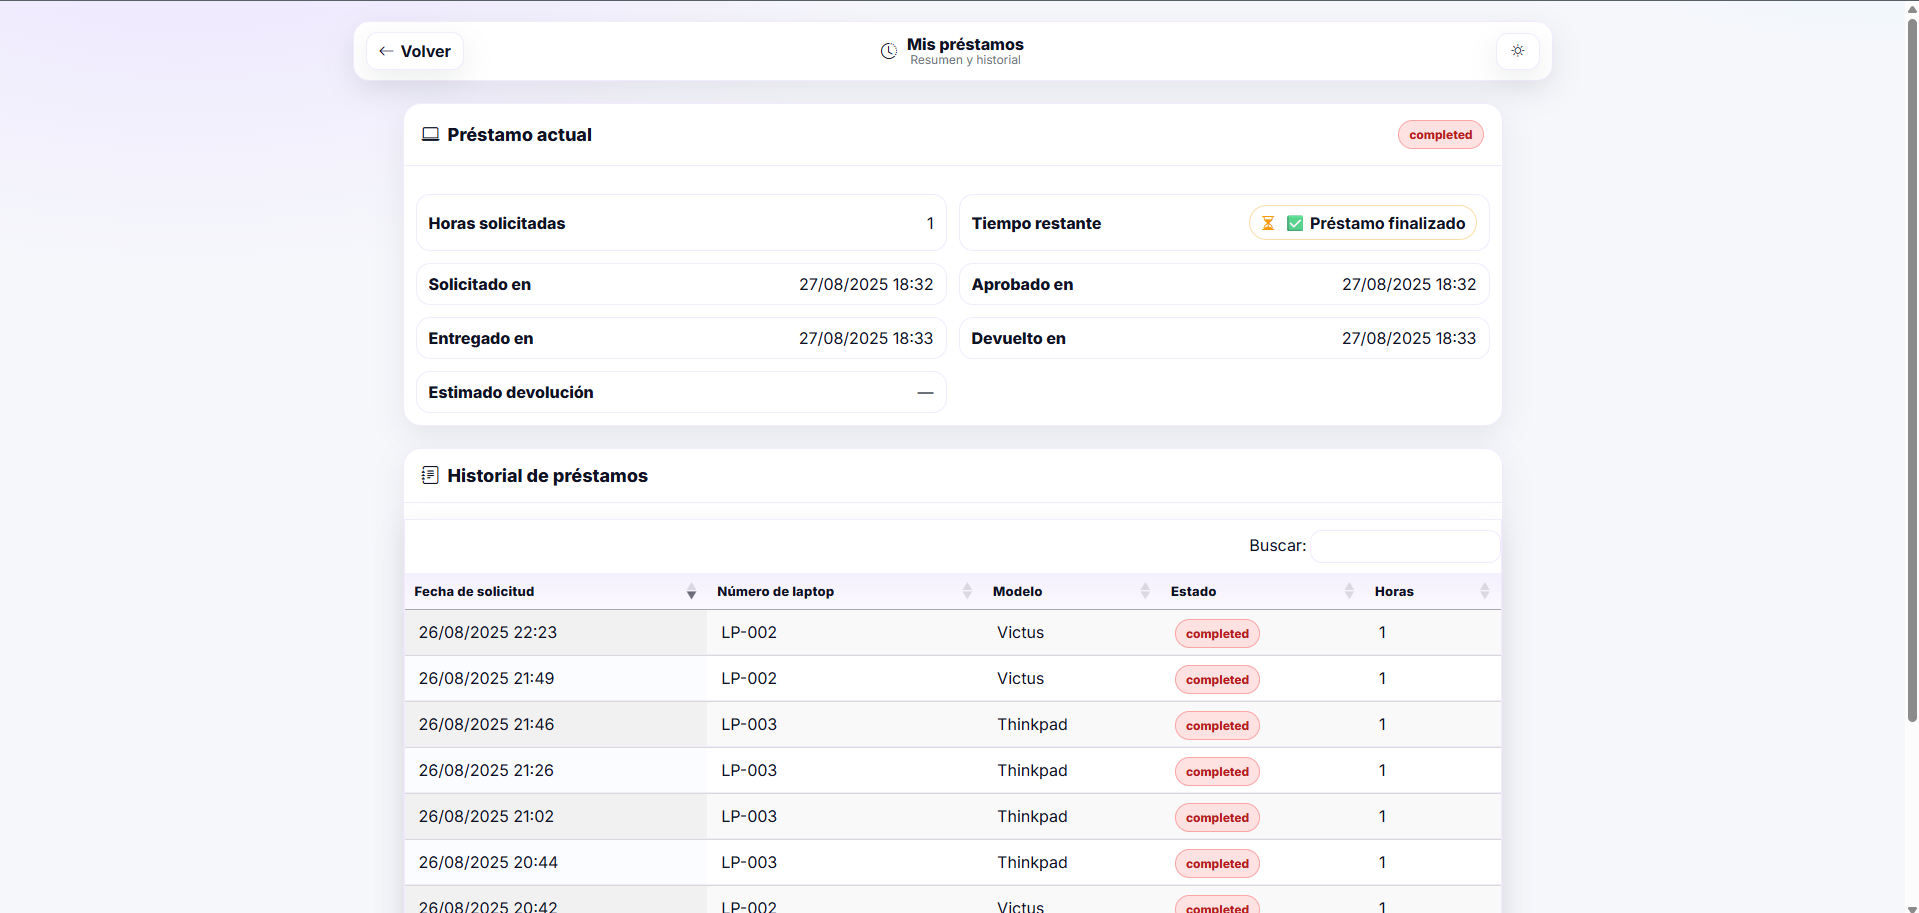 Volver
Mis préstamos
Resumen y historial
Préstamo actual
completed
Horas solicitadas 1
Tiempo restante Préstamo finalizado
Solicitado en 27/08/2025 18:32
Aprobado en 27/08/2025 18:32
Entregado en 27/08/2025 18:33
Devuelto en 27/08/2025 18:33
Estimado devolución —
Historial de préstamos
Buscar:
Fecha de solicitud Número de laptop Modelo Estado Horas
26/08/2025 22:23 LP-002 Victus completed 1
26/08/2025 21:49 LP-002 Victus completed 1
26/08/2025 21:46 LP-003 Thinkpad completed 1
26/08/2025 21:26 LP-003 Thinkpad completed 1
26/08/2025 21:02 LP-003 Thinkpad completed 1
26/08/2025 20:44 LP-003 Thinkpad completed 1
26/08/2025 20:42 LP-002 Victus completed 1